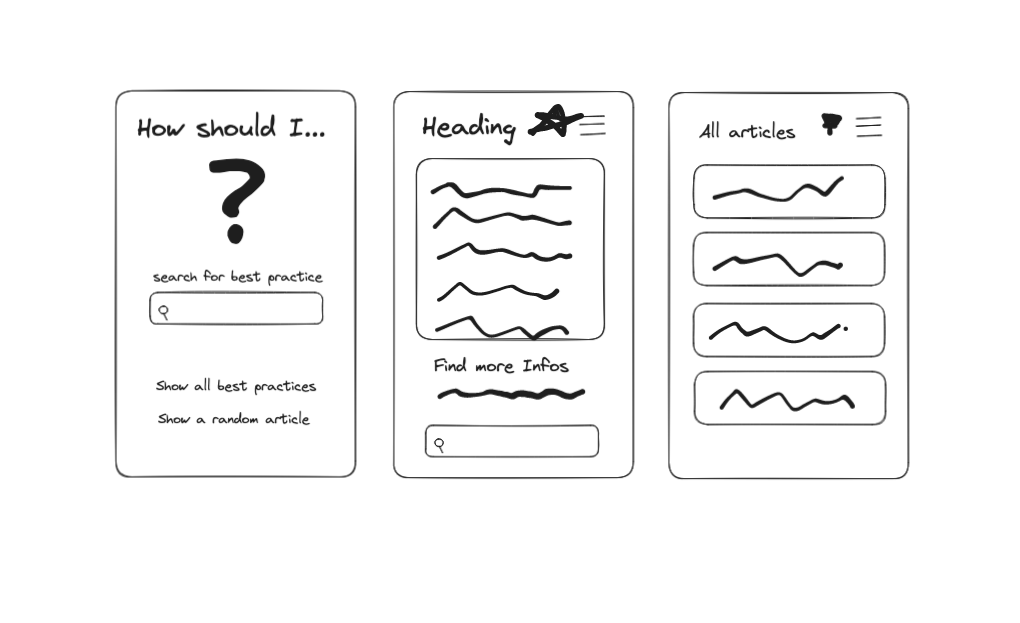 How should I...
?
search for best practice
Show all best practices
Show a random article
Heading
Find more Infos
All articles